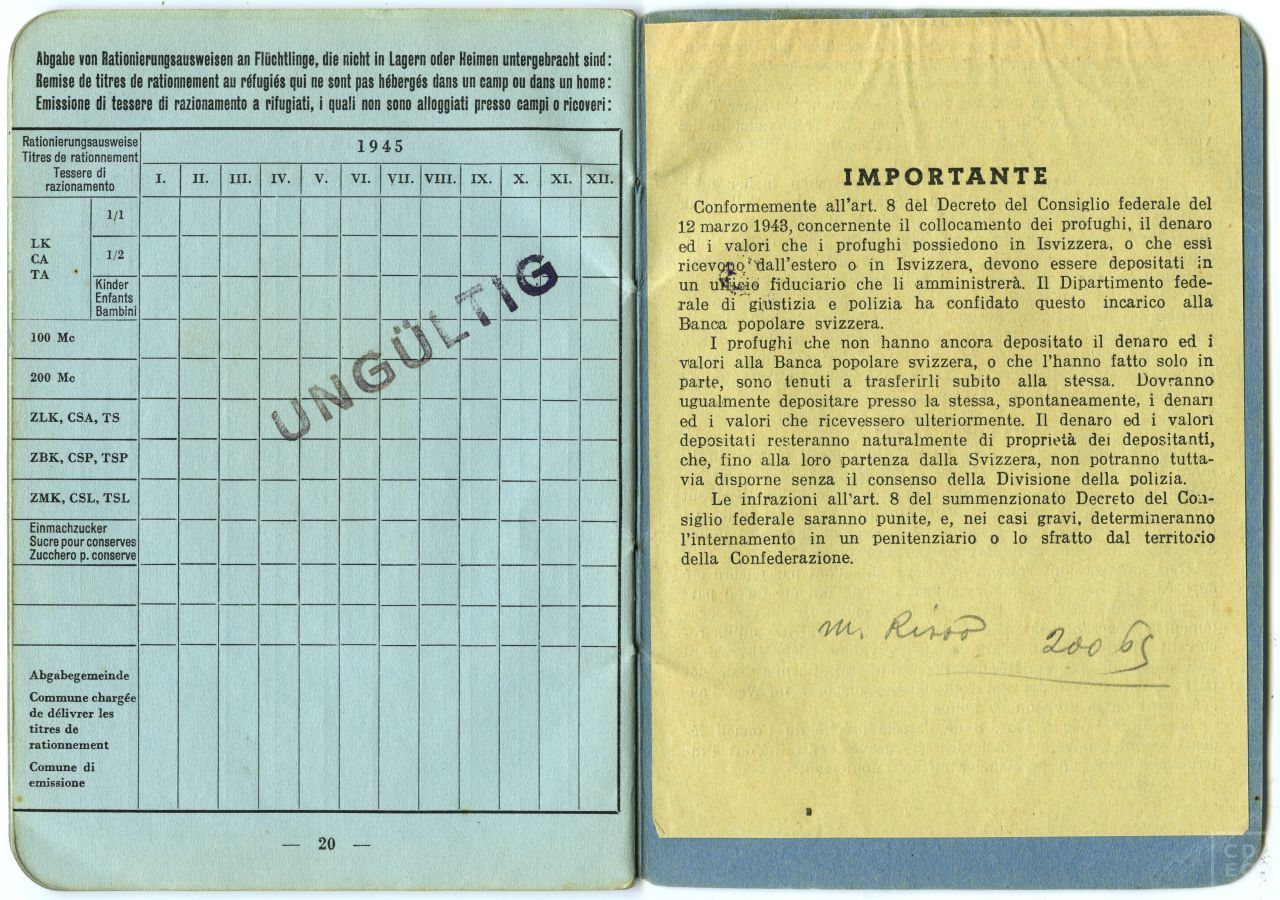 Abgabe von Rationierungsausweisen an Flüchtlinge, die nicht in Lagern oder Heimen untergebracht sind:
Remise de titres de rationnement au réfugiés qui ne sont pas hébergés dans un camp ou dans un home:
Emissione di tessere di razionamento a rifugiati, i quali non sono alloggiati presso campi o ricoveri:
Rationierungsausweise
Titres de rationnement
Tessere di
razionamento
1945
I. II. III. IV. V. VI. VII. VIII. IX. X. XI. XII.
LK
CA
TA
1/1
1/2
Kinder
Enfants
Bambini
100 Mc
200 Mc
ZLK, CSA, TS
ZBK, CSP, TSP
ZMK, CSL, TSL
Einmachzucker
Sucre pour conserves
Zucchero p. conserve
Abgabegemeinde
Commune chargée
de délivrer les
titres de
rationnement
Comune di
emissione
UNGÜLTIG
— 20 —
IMPORTANTE
Conformemente all'art. 8 del Decreto del Consiglio federale del
12 marzo 1943, concernente il collocamento dei profughi, il denaro
ed i valori che i profughi possiedono in Isvizzera, o che essi
ricevono dall'estero o in Isvizzera, devono essere depositati in
un ufficio fiduciario che li amministrerà. Il Dipartimento fede-
rale di giustizia e polizia ha confidato questo incarico alla
Banca popolare svizzera.
I profughi che non hanno ancora depositato il denaro ed i
valori alla Banca popolare svizzera, o che l'hanno fatto solo in
parte, sono tenuti a trasferirli subito alla stessa. Dovranno
ugualmente depositare presso la stessa, spontaneamente, i denari
ed i valori che ricevessero ulteriormente. Il denaro ed i valori
depositati resteranno naturalmente di proprietà dei depositanti,
che, fino alla loro partenza dalla Svizzera, non potranno tutta-
via disporne senza il consenso della Divisione della polizia.
Le infrazioni all'art. 8 del summenzionato Decreto del Con-
siglio federale saranno punite, e, nei casi gravi, determineranno
l'internamento in un penitenziario o lo sfratto dal territorio
della Confederazione.
200